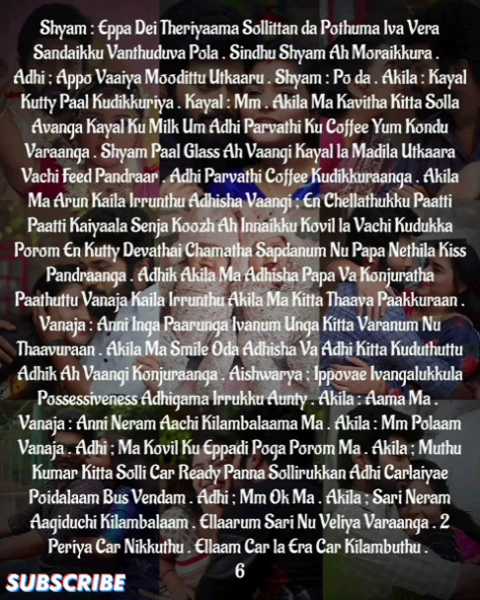 Shyam : Eppa Dei Theriyaama Sollittan da Pothuma Iva Vera
Sandaikku Vanthuduva Pola . Sindhu Shyam Ah Moraikkura .
Adhi ; Appo Vaaiya Moodittu Utkaaru . Shyam : Po da . Akila : Kayal
Kutty Paal Kudikkuriya . Kayal : Mm . Akila Ma Kavitha Kitta Solla
Avanga Kayal Ku Milk Um Adhi Parvathi Ku Coffee Yum Kondu
Varaanga . Shyam Paal Glass Ah Vaangi Kayal la Madila Utkaara
Vachi Feed Pandraar . Adhi Parvathi Coffee Kudikkuraanga . Akila
Ma Arun Kaila Irrunthu Adhisha Vaangi ; En Chellathukku Paatti
Paatti Kaiyaala Senja Koozh Ah Innaikku Kovil la Vachi Kudukka
Porom En Kutty Devathai Chamatha Sapdanum Nu Papa Nethila Kiss
Pandraanga . Adhik Akila Ma Adhisha Papa Va Konjuratha
Paathuttu Vanaja Kaila Irrunthu Akila Ma Kitta Thaava Paakkuraan .
Vanaja : Anni Inga Paarunga Ivanum Unga Kitta Varanum Nu
Thaavuraan . Akila Ma Smile Oda Adhisha Va Adhi Kitta Kuduthuttu
Adhik Ah Vaangi Konjuraanga . Aishwarya ; Ippovae Ivangalukkula
Possessiveness Adhigama Irrukku Aunty . Akila : Aama Ma .
Vanaja : Anni Neram Aachi Kilambalaama Ma . Akila : Mm Polaam
Vanaja . Adhi ; Ma Kovil Ku Eppadi Poga Porom Ma . Akila ; Muthu
Kumar Kitta Solli Car Ready Panna Sollirukkan Adhi Carlaiyae
Poidalaam Bus Vendam . Adhi ; Mm Ok Ma . Akila ; Sari Neram
Aagiduchi Kilambalaam . Ellaarum Sari Nu Veliya Varaanga . 2
Periya Car Nikkuthu . Ellaam Car la Era Car Kilambuthu .
6
SUBSCRIBE